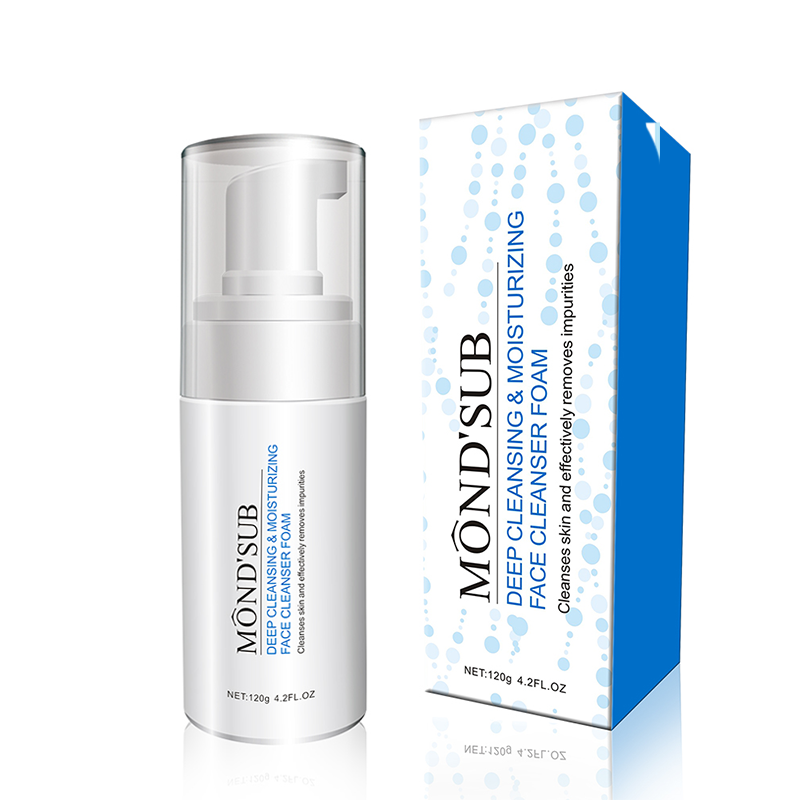 MÔND'SUB
DEEP CLEANSING & MOISTURIZING
FACE CLEANSER FOAM
Cleanses skin and effectively removes impurities
NET:120g 4.2FL.OZ
MÔND'SUB
DEEP CLEANSING & MOISTURIZING
FACE CLEANSER FOAM
Cleanses skin and effectively removes impurities
NET:120g 4.2FL.OZ